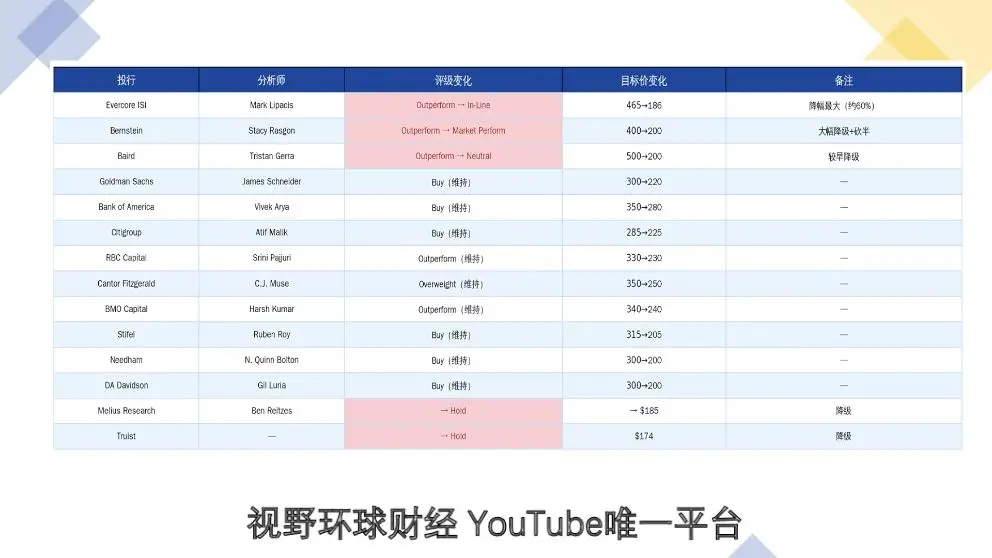 投行 分析师 评级变化 目标价变化 备注
Evercore ISI Mark Lipacis Outperform → In-Line 465→186 降幅最大（约60%）
Bernstein Stacy Rasgon Outperform → Market Perform 400→200 大幅降级+砍半
Baird Tristan Gerra Outperform → Neutral 500→200 较早降级
Goldman Sachs James Schneider Buy（维持） 300→220 —
Bank of America Vivek Arya Buy（维持） 350→280 —
Citigroup Atif Malik Buy（维持） 285→225 —
RBC Capital Srini Pajjuri Outperform（维持） 330→230 —
Cantor Fitzgerald C.J. Muse Overweight（维持） 350→250 —
BMO Capital Harsh Kumar Outperform（维持） 340→240 —
Stifel Ruben Roy Buy（维持） 315→205 —
Needham N. Quinn Bolton Buy（维持） 300→200 —
DA Davidson Gil Luria Buy（维持） 300→200 —
Melius Research Ben Reitzes → Hold → $185 降级
Truist — → Hold $174 降级
视野环球财经 YouTube唯一平台